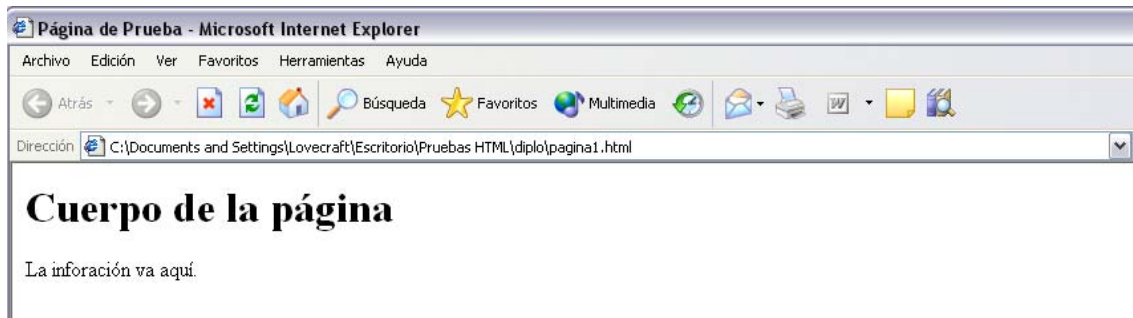 Página de Prueba - Microsoft Internet Explorer
Archivo Edición Ver Favoritos Herramientas Ayuda
Atrás Búsqueda Favoritos Multimedia W
Dirección C:\Documents and Settings\Lovecraft\Escritorio\Pruebas HTML\diplo\pagina1.html
Cuerpo de la página
La inforación va aquí.